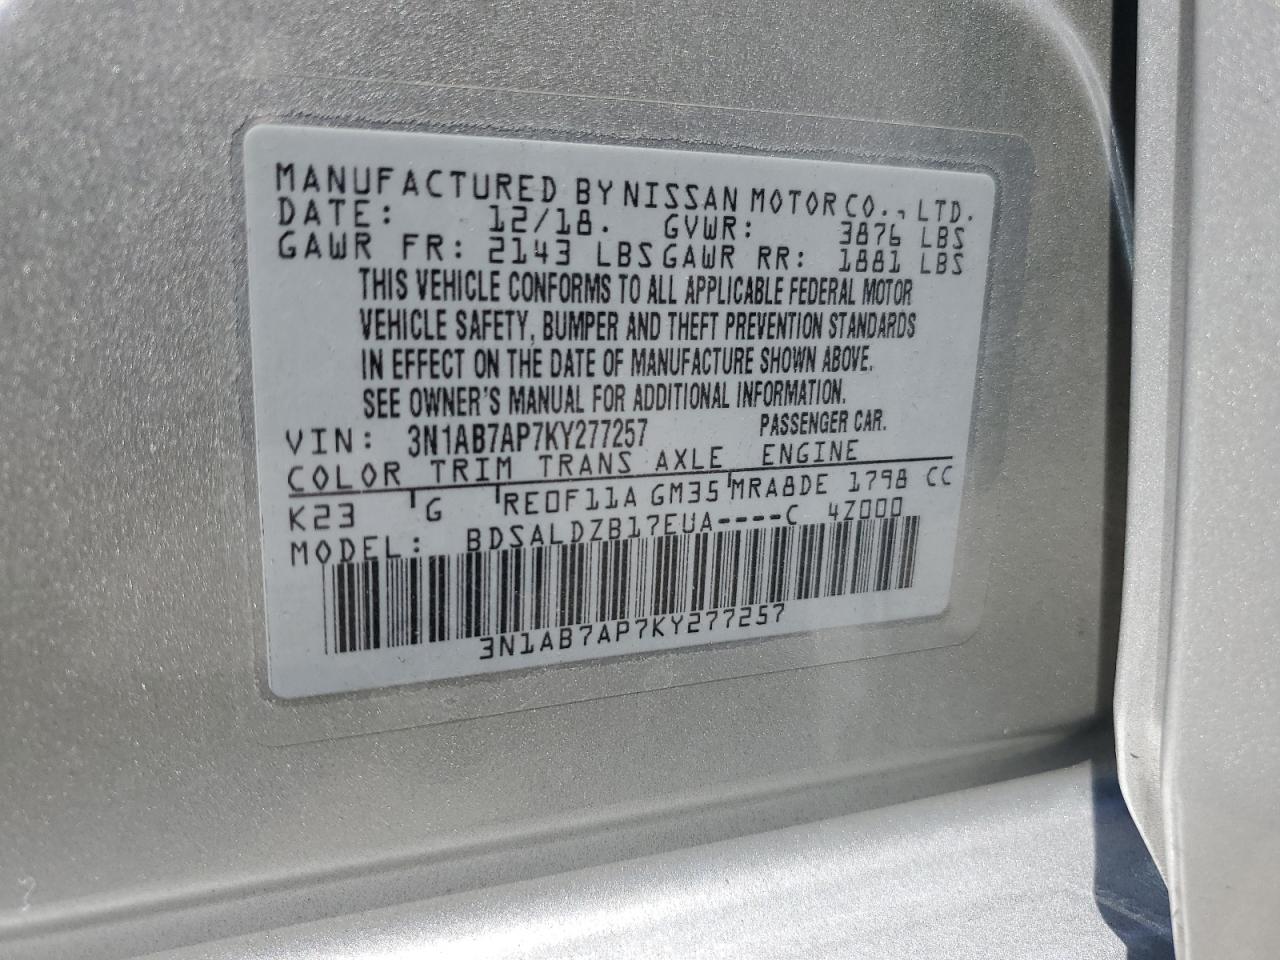 MANUFACTURED BY NISSAN MOTOR CO., LTD.
DATE: 12/18. GVWR: 3876 LBS
GAWR FR: 2143 LBS GAWR RR: 1881 LBS
THIS VEHICLE CONFORMS TO ALL APPLICABLE FEDERAL MOTOR
VEHICLE SAFETY, BUMPER AND THEFT PREVENTION STANDARDS
IN EFFECT ON THE DATE OF MANUFACTURE SHOWN ABOVE.
SEE OWNER'S MANUAL FOR ADDITIONAL INFORMATION.
VIN: 3N1AB7AP7KY277257 PASSENGER CAR.
COLOR TRIM TRANS AXLE ENGINE
K23 G RE0F11A GM35 MRA8DE 1798 CC
MODEL: BDSALDZB17EUA----C 4Z000
3N1AB7AP7KY277257